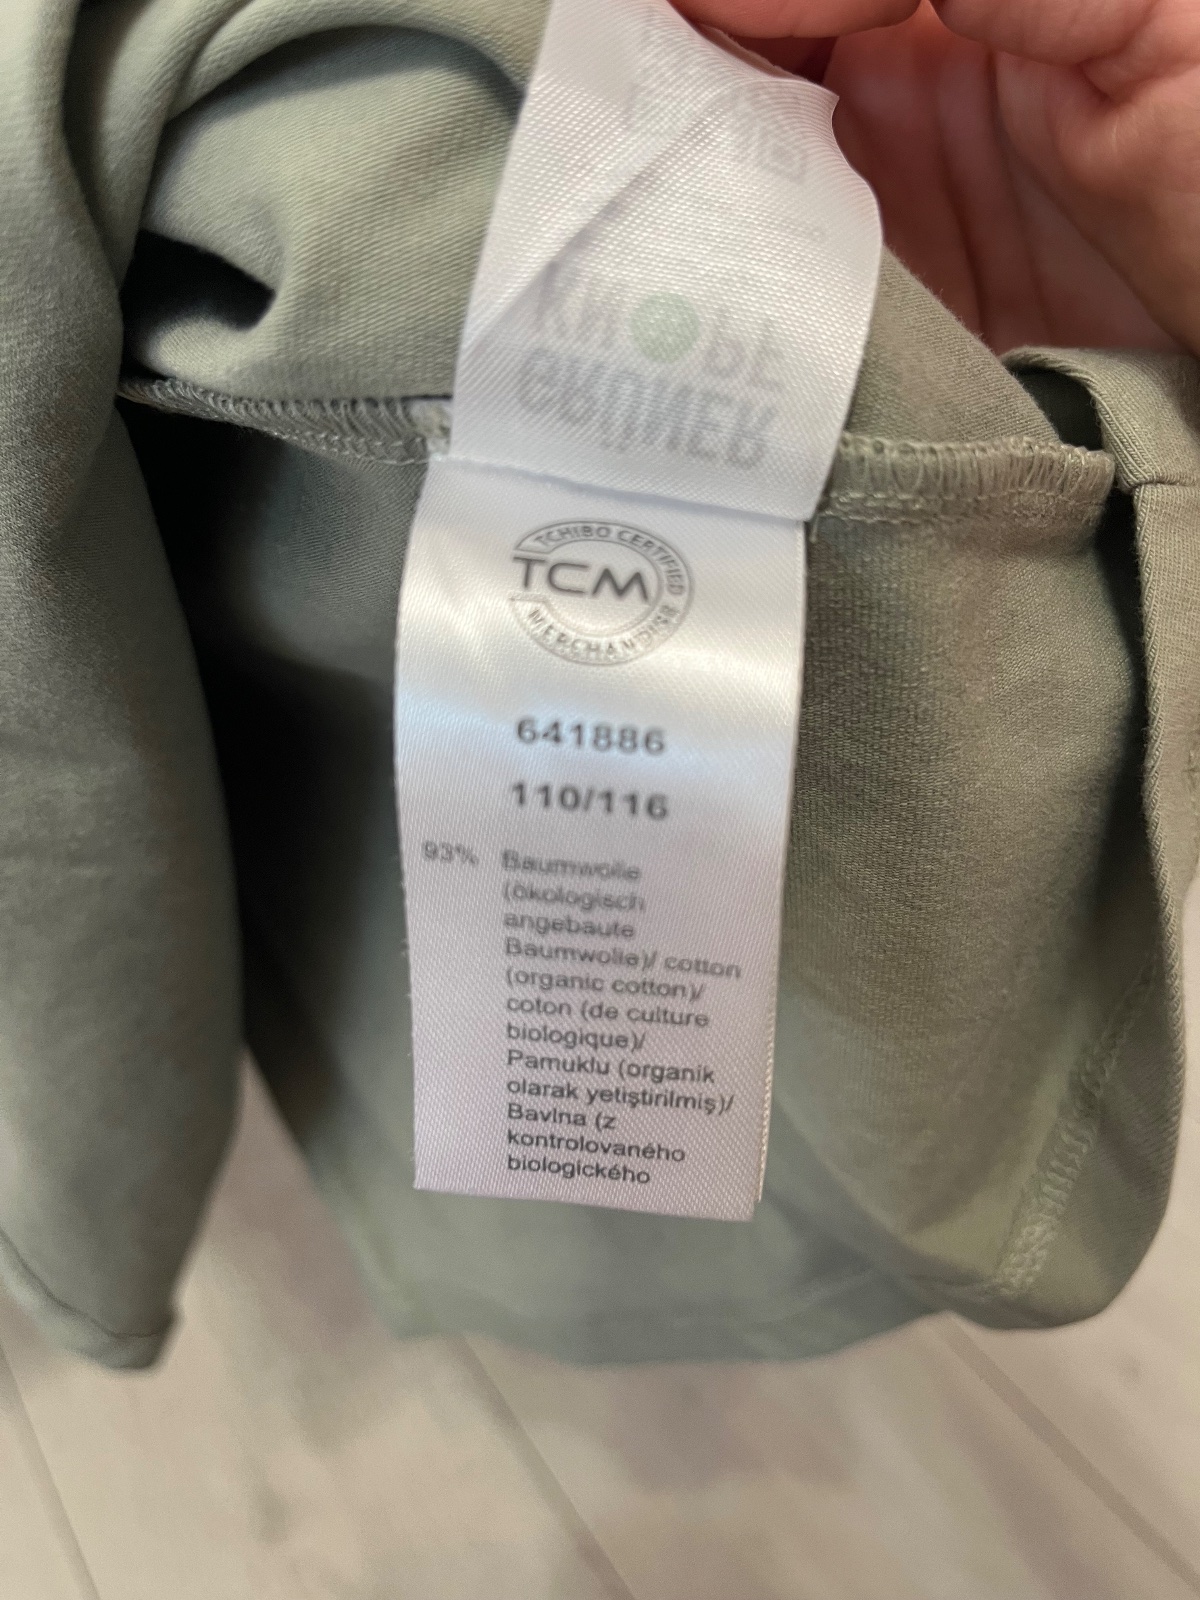 TCHIBO CERTIFIED
TCM
MERCHANDISE
641886
110/116
93% Baumwolle
(ökologisch
angebaute
Baumwolle)/ cotton
(organic cotton)/
coton (de culture
biologique)/
Pamuklu (organik
olarak yetiştirilmiş)/
Bavlna (z
kontrolovaného
biologického